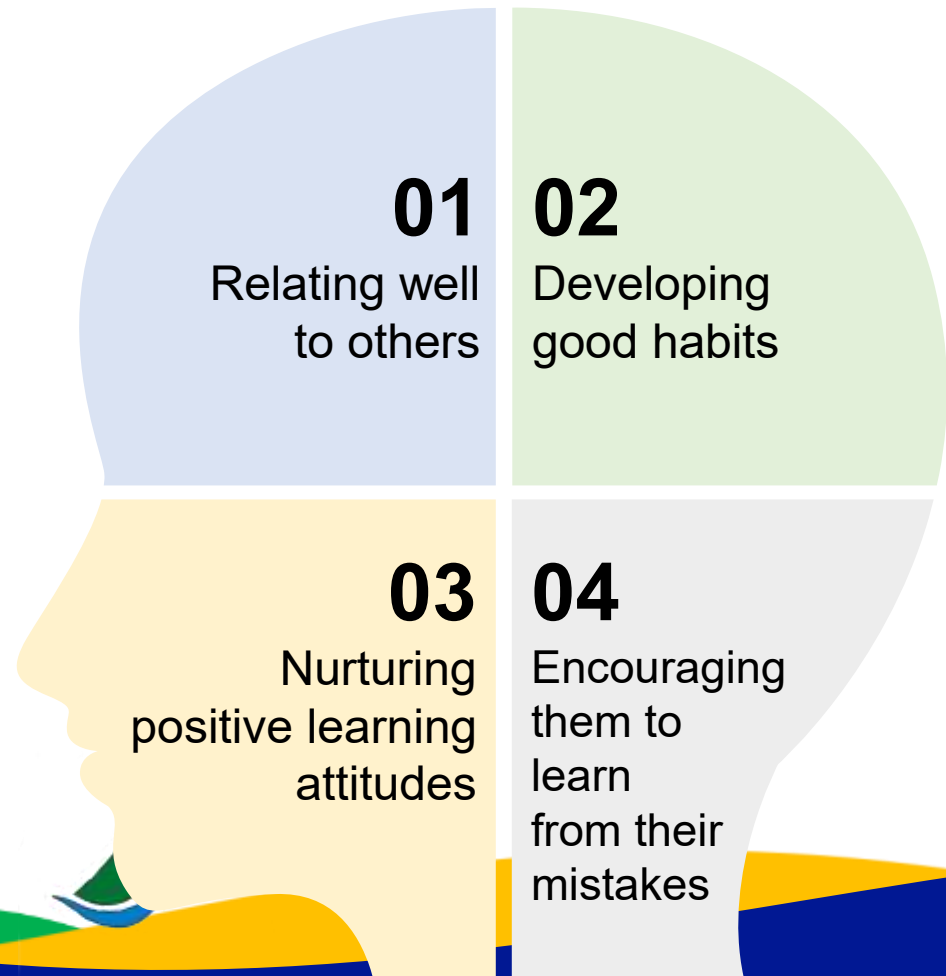 01
Relating well
to others
02
Developing
good habits
03
Nurturing
positive learning
attitudes
04
Encouraging
them to
learn
from their
mistakes